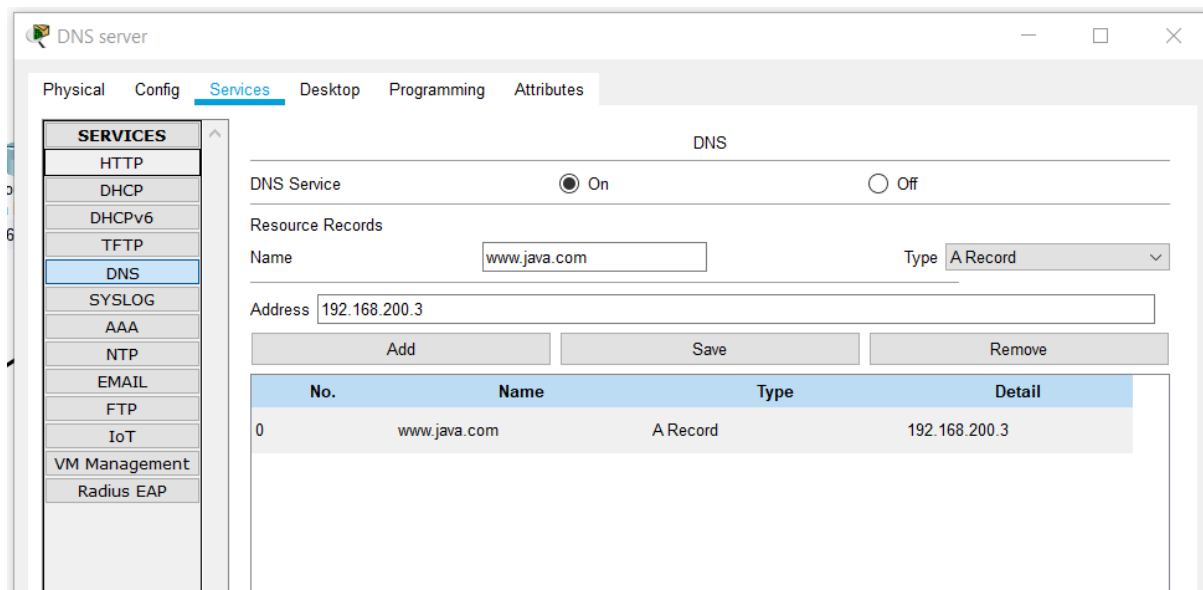 DNS server
Physical Config Services Desktop Programming Attributes
SERVICES
HTTP
DHCP
DHCPv6
TFTP
DNS
SYSLOG
AAA
NTP
EMAIL
FTP
IoT
VM Management
Radius EAP
DNS
DNS Service On Off
Resource Records
Name www.java.com Type A Record
Address 192.168.200.3
Add Save Remove
No. Name Type Detail
0 www.java.com A Record 192.168.200.3